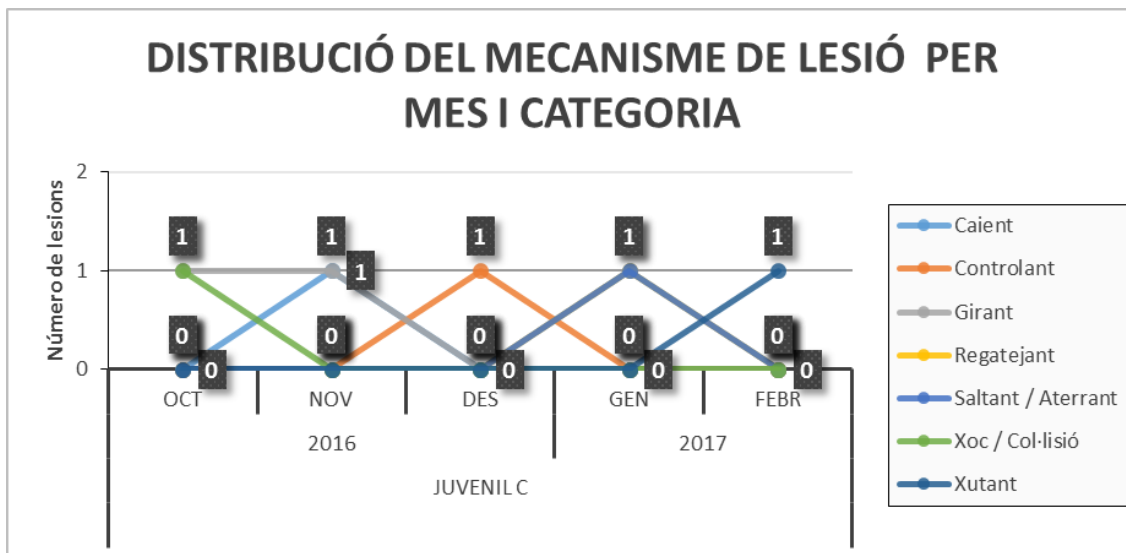 DISTRIBUCIÓ DEL MECANISME DE LESIÓ PER
MES I CATEGORIA
Número de lesions
2
1
0
1
1
1
1
1
1
0
0
0
0
0
0
0
0
0
OCT
NOV
DES
GEN
FEBR
2016
2017
JUVENIL C
Caient
Controlant
Girant
Regatejant
Saltant / Aterrant
Xoc / Col·lisió
Xutant